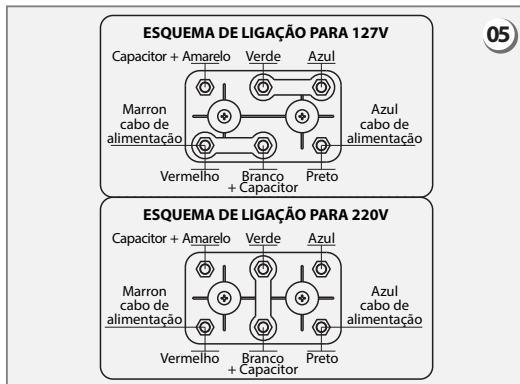 05
ESQUEMA DE LIGAÇÃO PARA 127V
Capacitor + Amarelo Verde Azul
Marron
cabo de
alimentação
Azul
cabo de
alimentação
Vermelho Branco Preto
+ Capacitor
ESQUEMA DE LIGAÇÃO PARA 220V
Capacitor + Amarelo Verde Azul
Marron
cabo de
alimentação
Azul
cabo de
alimentação
Vermelho Branco Preto
+ Capacitor